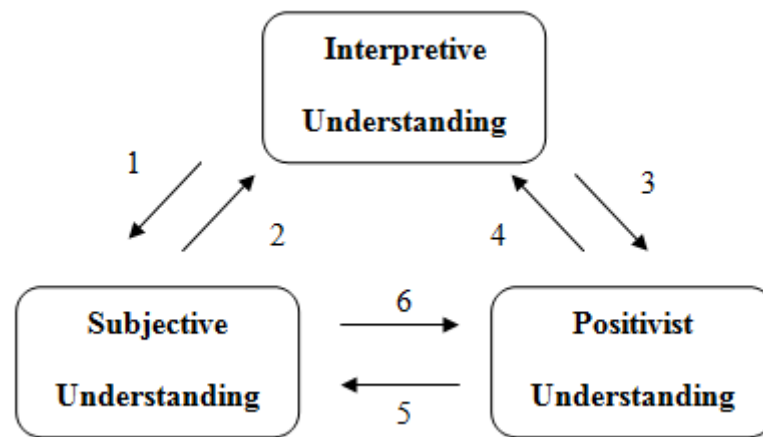 Interpretive
Understanding
1
3
2
4
Subjective
Understanding
6
5
Positivist
Understanding